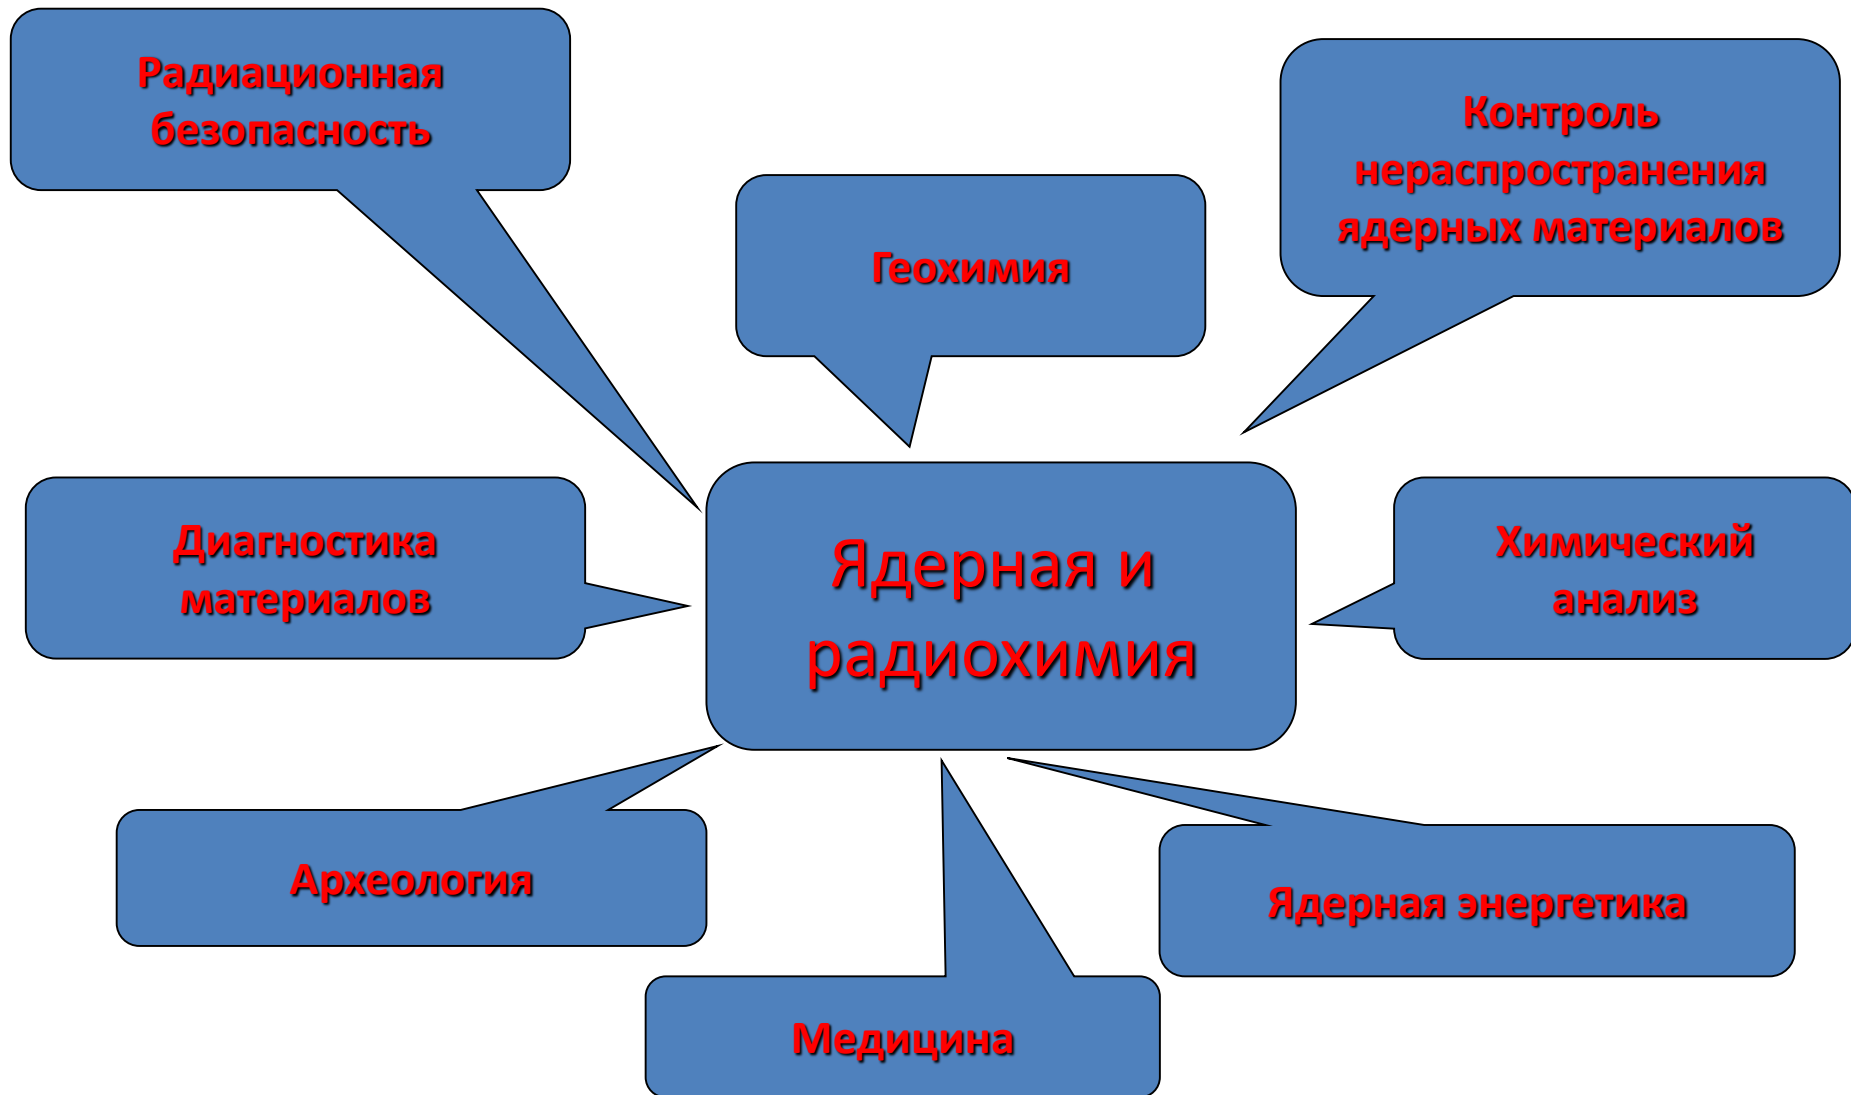 Радиационная
безопасность
Контроль
нераспространения
ядерных материалов
Геохимия
Диагностика
материалов
Ядерная и
радиохимия
Химический
анализ
Археология
Ядерная энергетика
Медицина